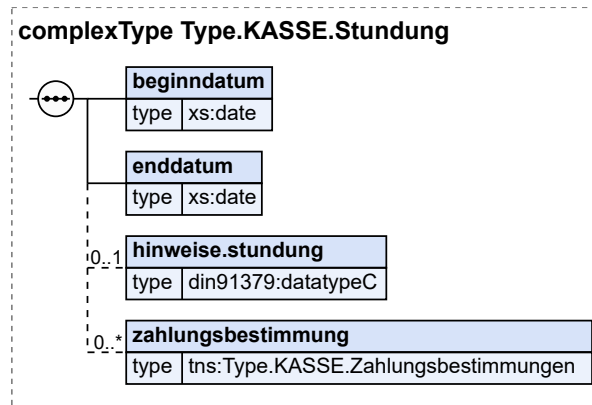 complexType Type.KASSE.Stundung
beginndatum
type xs:date
enddatum
type xs:date
0..1 hinweise.stundung
type din91379:datatypeC
0..* zahlungsbestimmung
type tns:Type.KASSE.Zahlungsbestimmungen